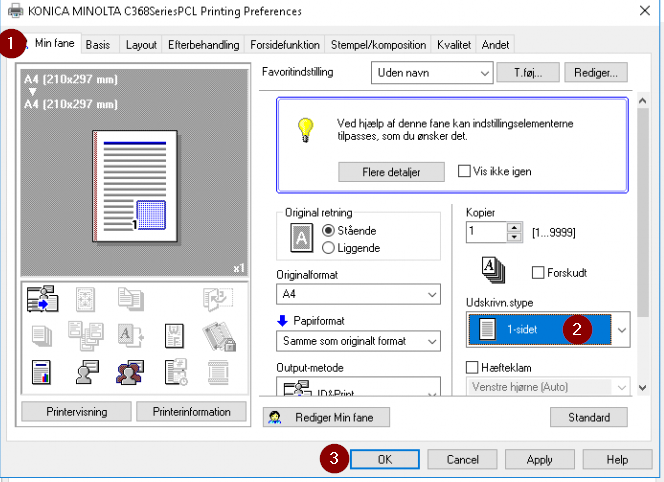 KONICA MINOLTA C368SeriesPCL Printing Preferences
1
Min fane
Basis
Layout
Efterbehandling
Forsidefunktion
Stempel/komposition
Kvalitet
Andet
A4 (210x297 mm)
A4 (210x297 mm)
1
x1
Printervisning
Printerinformation
Favoritindstilling
Uden navn
T.føj...
Rediger...
Ved hjælp af denne fane kan indstillingselementerne
tilpasses, som du ønsker det.
Flere detaljer
Vis ikke igen
Original retning
A
Stående
Liggende
Originalformat
A4
Papirformat
Samme som originalt format
Output-metode
ID&Print
Kopier
1
[1...9999]
A
Forskudt
Udskrivn.stype
1-sidet
2
Hæfteklam
Venstre hjørne (Auto)
Rediger Min fane
Standard
3
OK
Cancel
Apply
Help